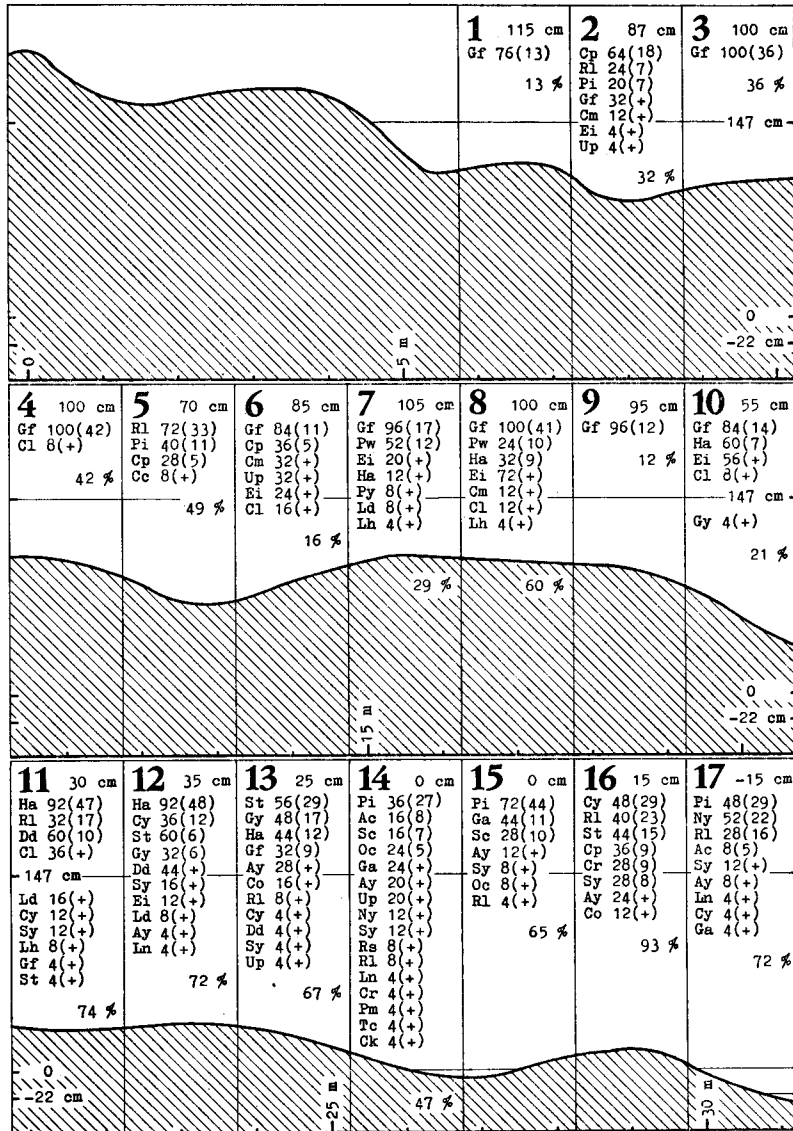 1 115 cm
Gf 76(13)
13 %
2 87 cm
Cp 64(18)
Rl 24(7)
Pi 20(7)
Gf 32(+)
Cm 12(+)
Ei 4(+)
Up 4(+)
32 %
3 100 cm
Gf 100(36)
36 %
147 cm
0
-22 cm
0
5 m
4 100 cm
Gf 100(42)
Cl 8(+)
42 %
5 70 cm
Rl 72(33)
Pi 40(11)
Cp 28(5)
Cc 8(+)
49 %
6 85 cm
Gf 84(11)
Cp 36(5)
Cm 32(+)
Up 32(+)
Ei 24(+)
Cl 16(+)
16 %
7 105 cm
Gf 96(17)
Pw 52(12)
Ei 20(+)
Ha 12(+)
Py 8(+)
Ld 8(+)
Lh 4(+)
29 %
8 100 cm
Gf 100(41)
Pw 24(10)
Ha 32(9)
Ei 72(+)
Cm 12(+)
Cl 12(+)
Lh 4(+)
60 %
9 95 cm
Gf 96(12)
12 %
10 55 cm
Gf 84(14)
Ha 60(7)
Ei 56(+)
Cl 8(+)
147 cm
Gy 4(+)
21 %
0
-22 cm
15 m
11 30 cm
Ha 92(47)
Rl 32(17)
Dd 60(10)
Cl 36(+)
147 cm
Ld 16(+)
Cy 12(+)
Sy 12(+)
Lh 8(+)
Gf 4(+)
St 4(+)
74 %
0
-22 cm
12 35 cm
Ha 92(48)
Cy 36(12)
St 60(6)
Gy 32(6)
Dd 44(+)
Sy 16(+)
Ei 12(+)
Ld 8(+)
Ay 4(+)
Ln 4(+)
72 %
13 25 cm
St 56(29)
Gy 48(17)
Ha 44(12)
Gf 32(9)
Ay 28(+)
Co 16(+)
Rl 8(+)
Cy 4(+)
Dd 4(+)
Sy 4(+)
Up 4(+)
67 %
14 0 cm
Pi 36(27)
Ac 16(8)
Sc 16(7)
Oc 24(5)
Ga 24(+)
Ay 20(+)
Up 20(+)
Ny 12(+)
Sy 12(+)
Rs 8(+)
Rl 8(+)
Ln 4(+)
Cr 4(+)
Pm 4(+)
Tc 4(+)
Ck 4(+)
47 %
15 0 cm
Pi 72(44)
Ga 44(11)
Sc 28(10)
Ay 12(+)
Sy 8(+)
Oc 8(+)
Rl 4(+)
65 %
16 15 cm
Cy 48(29)
Rl 40(23)
St 44(15)
Cp 36(9)
Cr 28(9)
Sy 28(8)
Ay 24(+)
Co 12(+)
93 %
17 -15 cm
Pi 48(29)
Ny 52(22)
Rl 28(16)
Ac 8(5)
Sy 12(+)
Ay 8(+)
Ln 4(+)
Cy 4(+)
Ga 4(+)
72 %
25 m
30 m